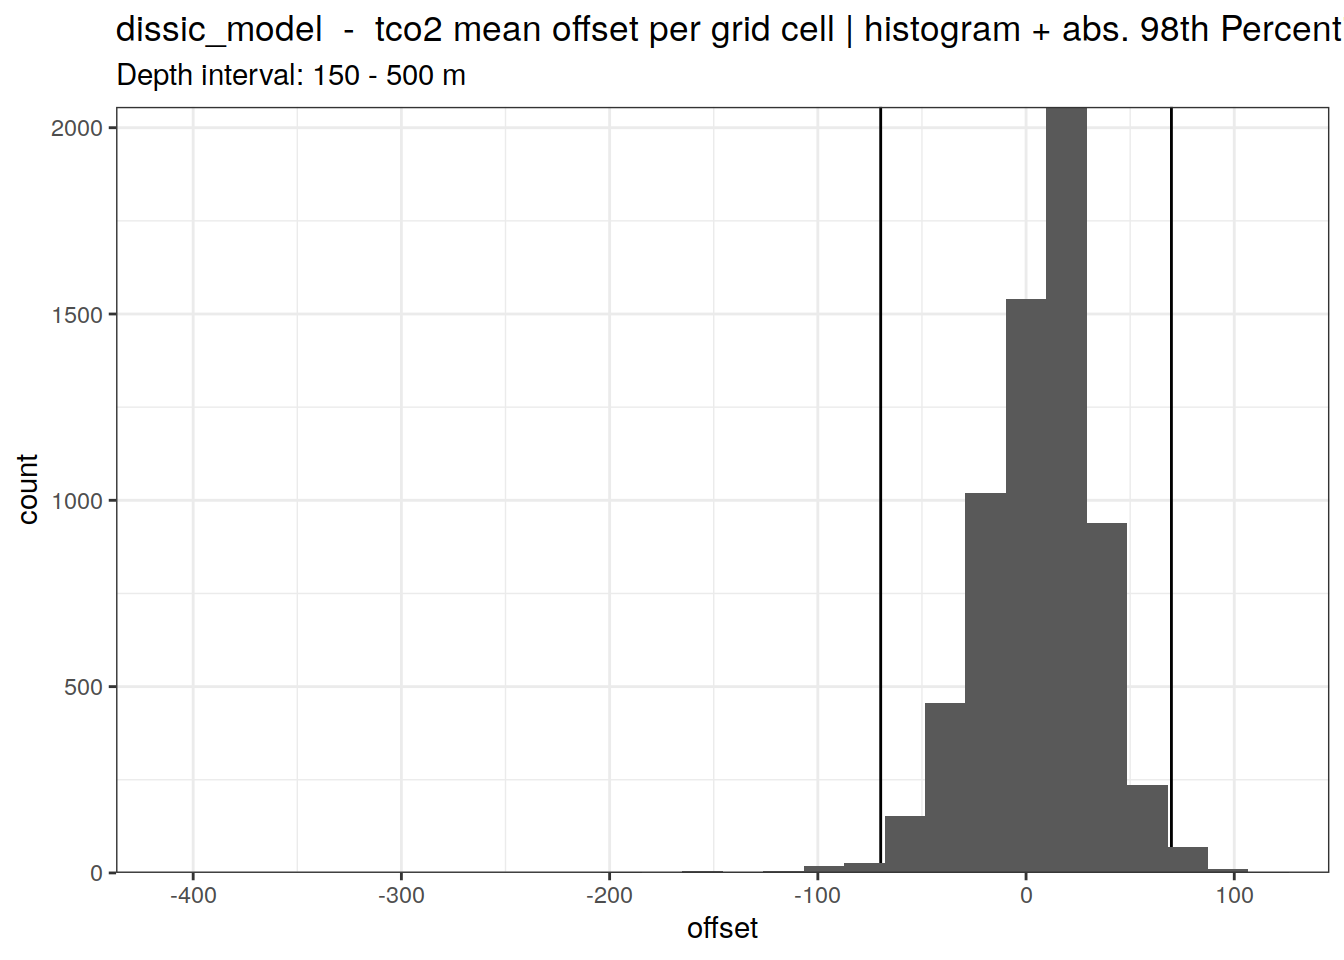 dissic_model - tco2 mean offset per grid cell | histogram + abs. 98th Percent
Depth interval: 150 - 500 m
2000
1500
1000
500
0
count
-400 -300 -200 -100 0 100
offset